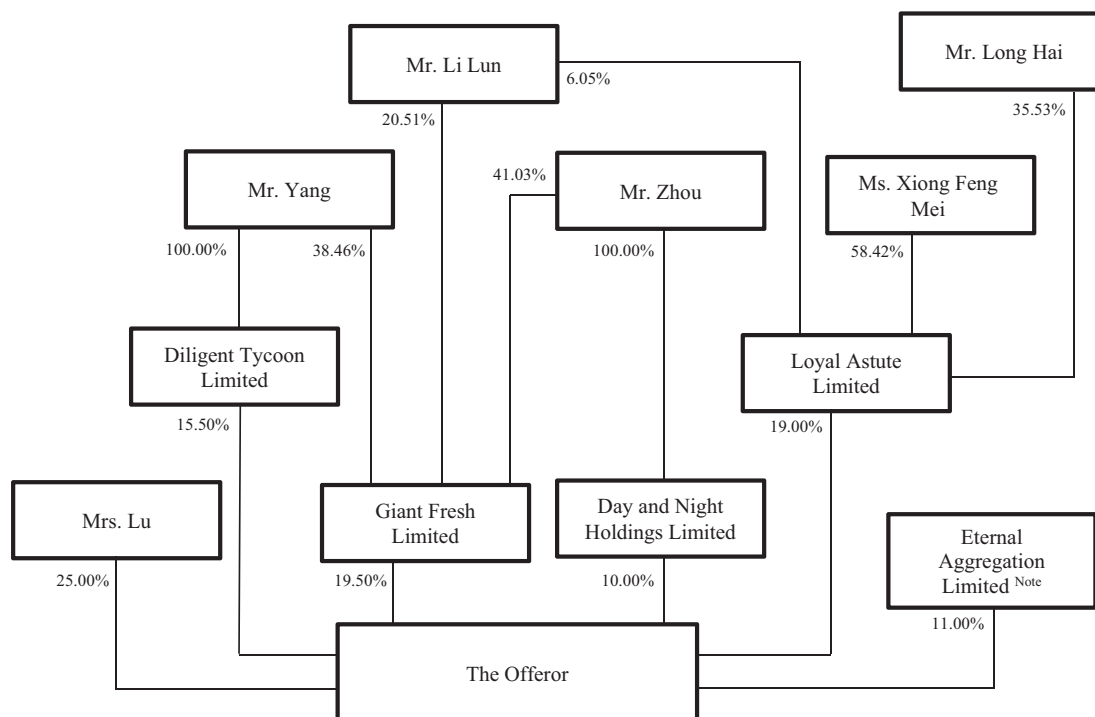 Mr. Li Lun
Mr. Long Hai
6.05%
20.51%
35.53%
Mr. Yang
41.03%
Mr. Zhou
Ms. Xiong Feng
Mei
100.00%
38.46%
100.00%
58.42%
Diligent Tycoon
Limited
Loyal Astute
Limited
15.50%
19.00%
Mrs. Lu
Giant Fresh
Limited
Day and Night
Holdings Limited
Eternal
Aggregation
Limited Note
25.00%
19.50%
10.00%
11.00%
The Offeror